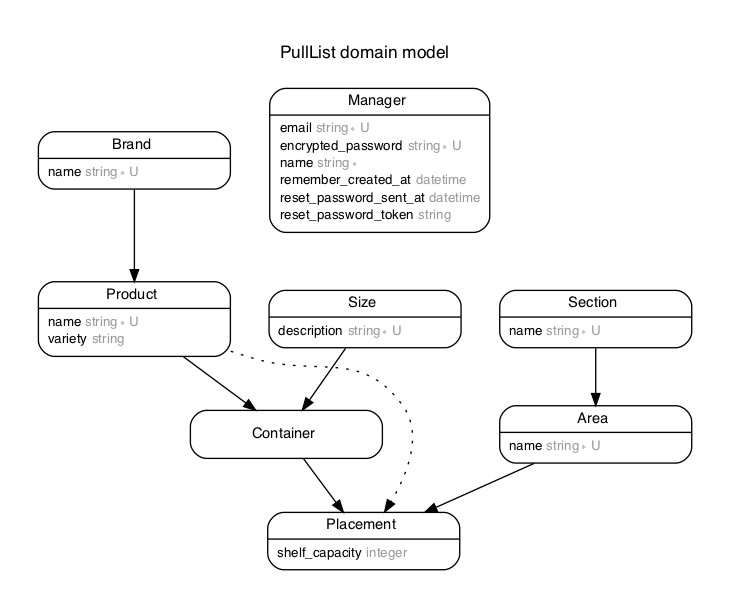 PullList domain model
Manager
email string * U
encrypted_password string * U
name string *
remember_created_at datetime
reset_password_sent_at datetime
reset_password_token string
Brand
name string * U
Product
name string * U
variety string
Size
description string * U
Section
name string * U
Container
Area
name string * U
Placement
shelf_capacity integer